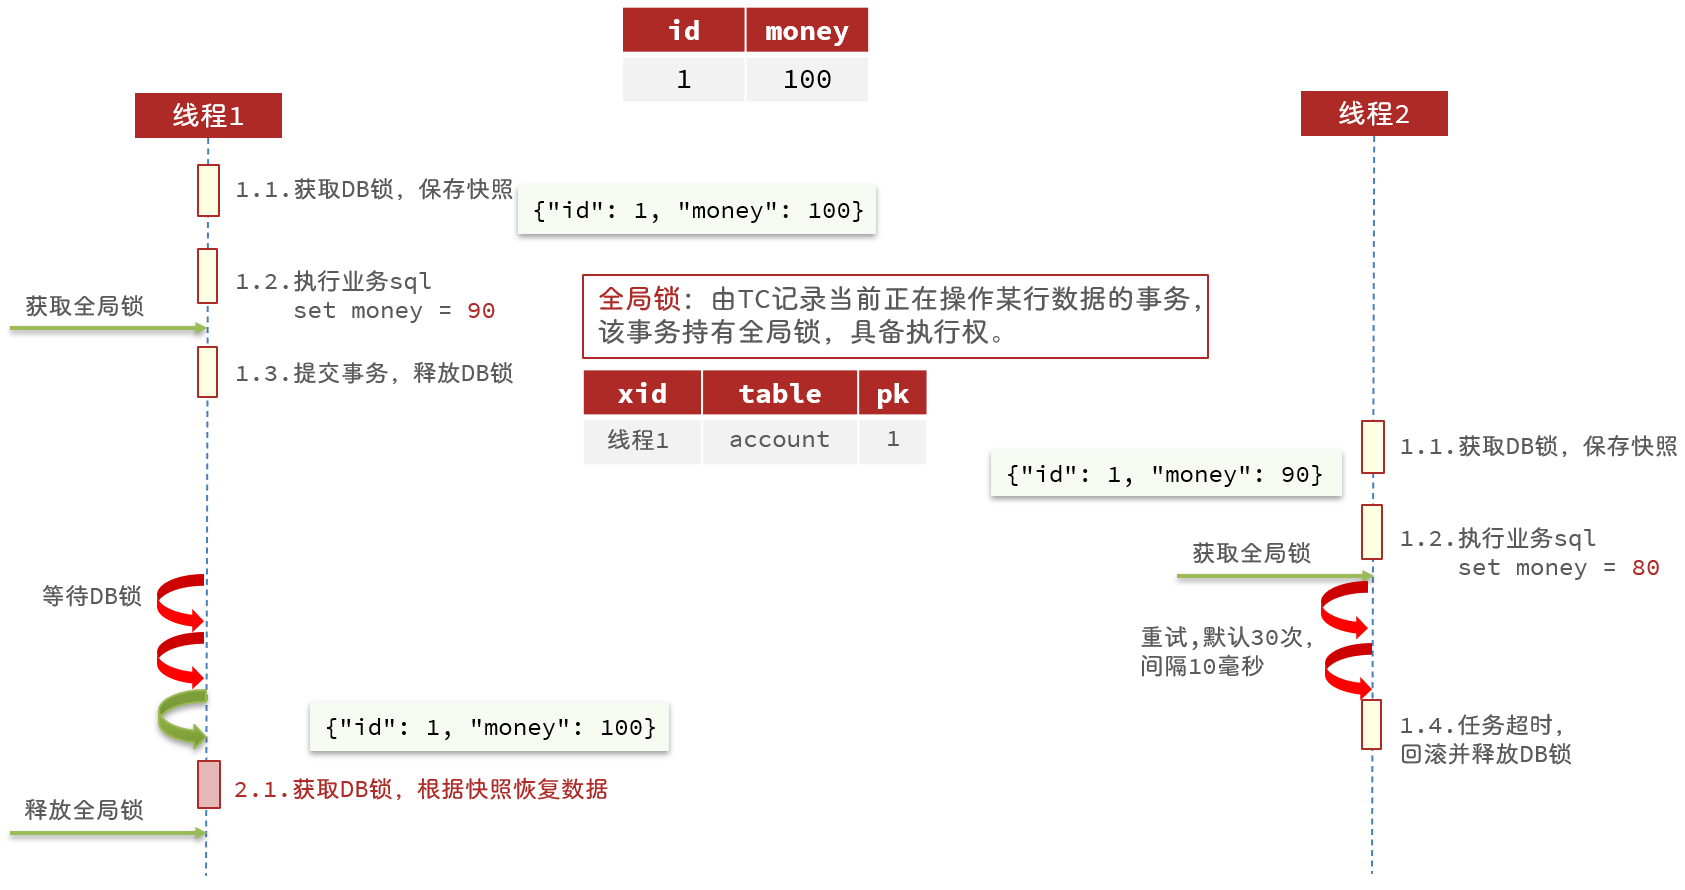 id money
1 100
线程1
线程2
1.1.获取DB锁，保存快照
{"id": 1, "money": 100}
1.2.执行业务sql
set money = 90
获取全局锁
全局锁：由TC记录当前正在操作某行数据的事务，
该事务持有全局锁，具备执行权。
1.3.提交事务，释放DB锁
xid table pk
线程1 account 1
1.1.获取DB锁，保存快照
{"id": 1, "money": 90}
1.2.执行业务sql
set money = 80
获取全局锁
等待DB锁
重试,默认30次，
间隔10毫秒
{"id": 1, "money": 100}
1.4.任务超时，
回滚并释放DB锁
2.1.获取DB锁，根据快照恢复数据
释放全局锁